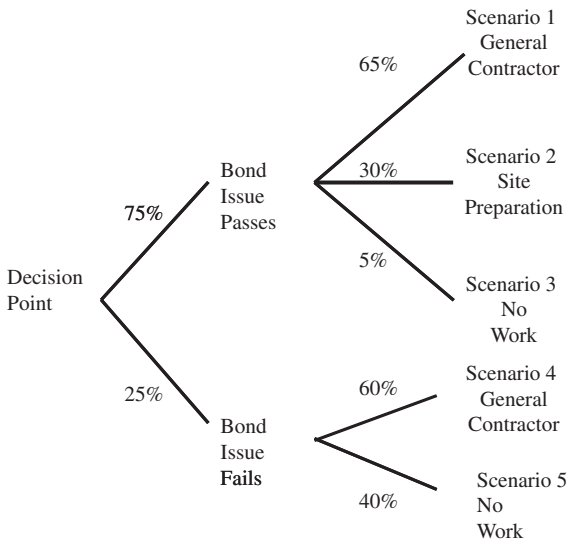 Scenario 1
General
Contractor
65%
Scenario 2
Site
Preparation
30%
Bond
Issue
Passes
75%
5%
Scenario 3
No
Work
Decision
Point
Scenario 4
General
Contractor
60%
25%
Bond
Issue
Fails
Scenario 5
No
Work
40%